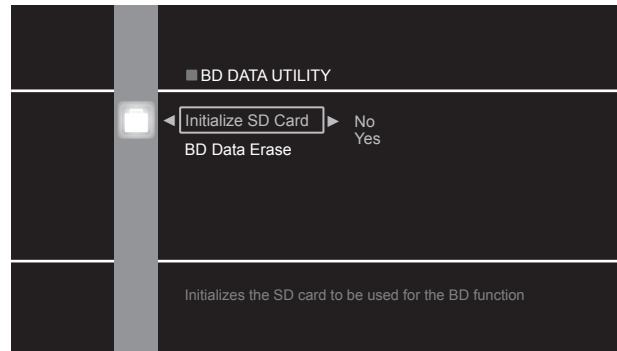 BD DATA UTILITY
Initialize SD Card
No
Yes
BD Data Erase
Initializes the SD card to be used for the BD function